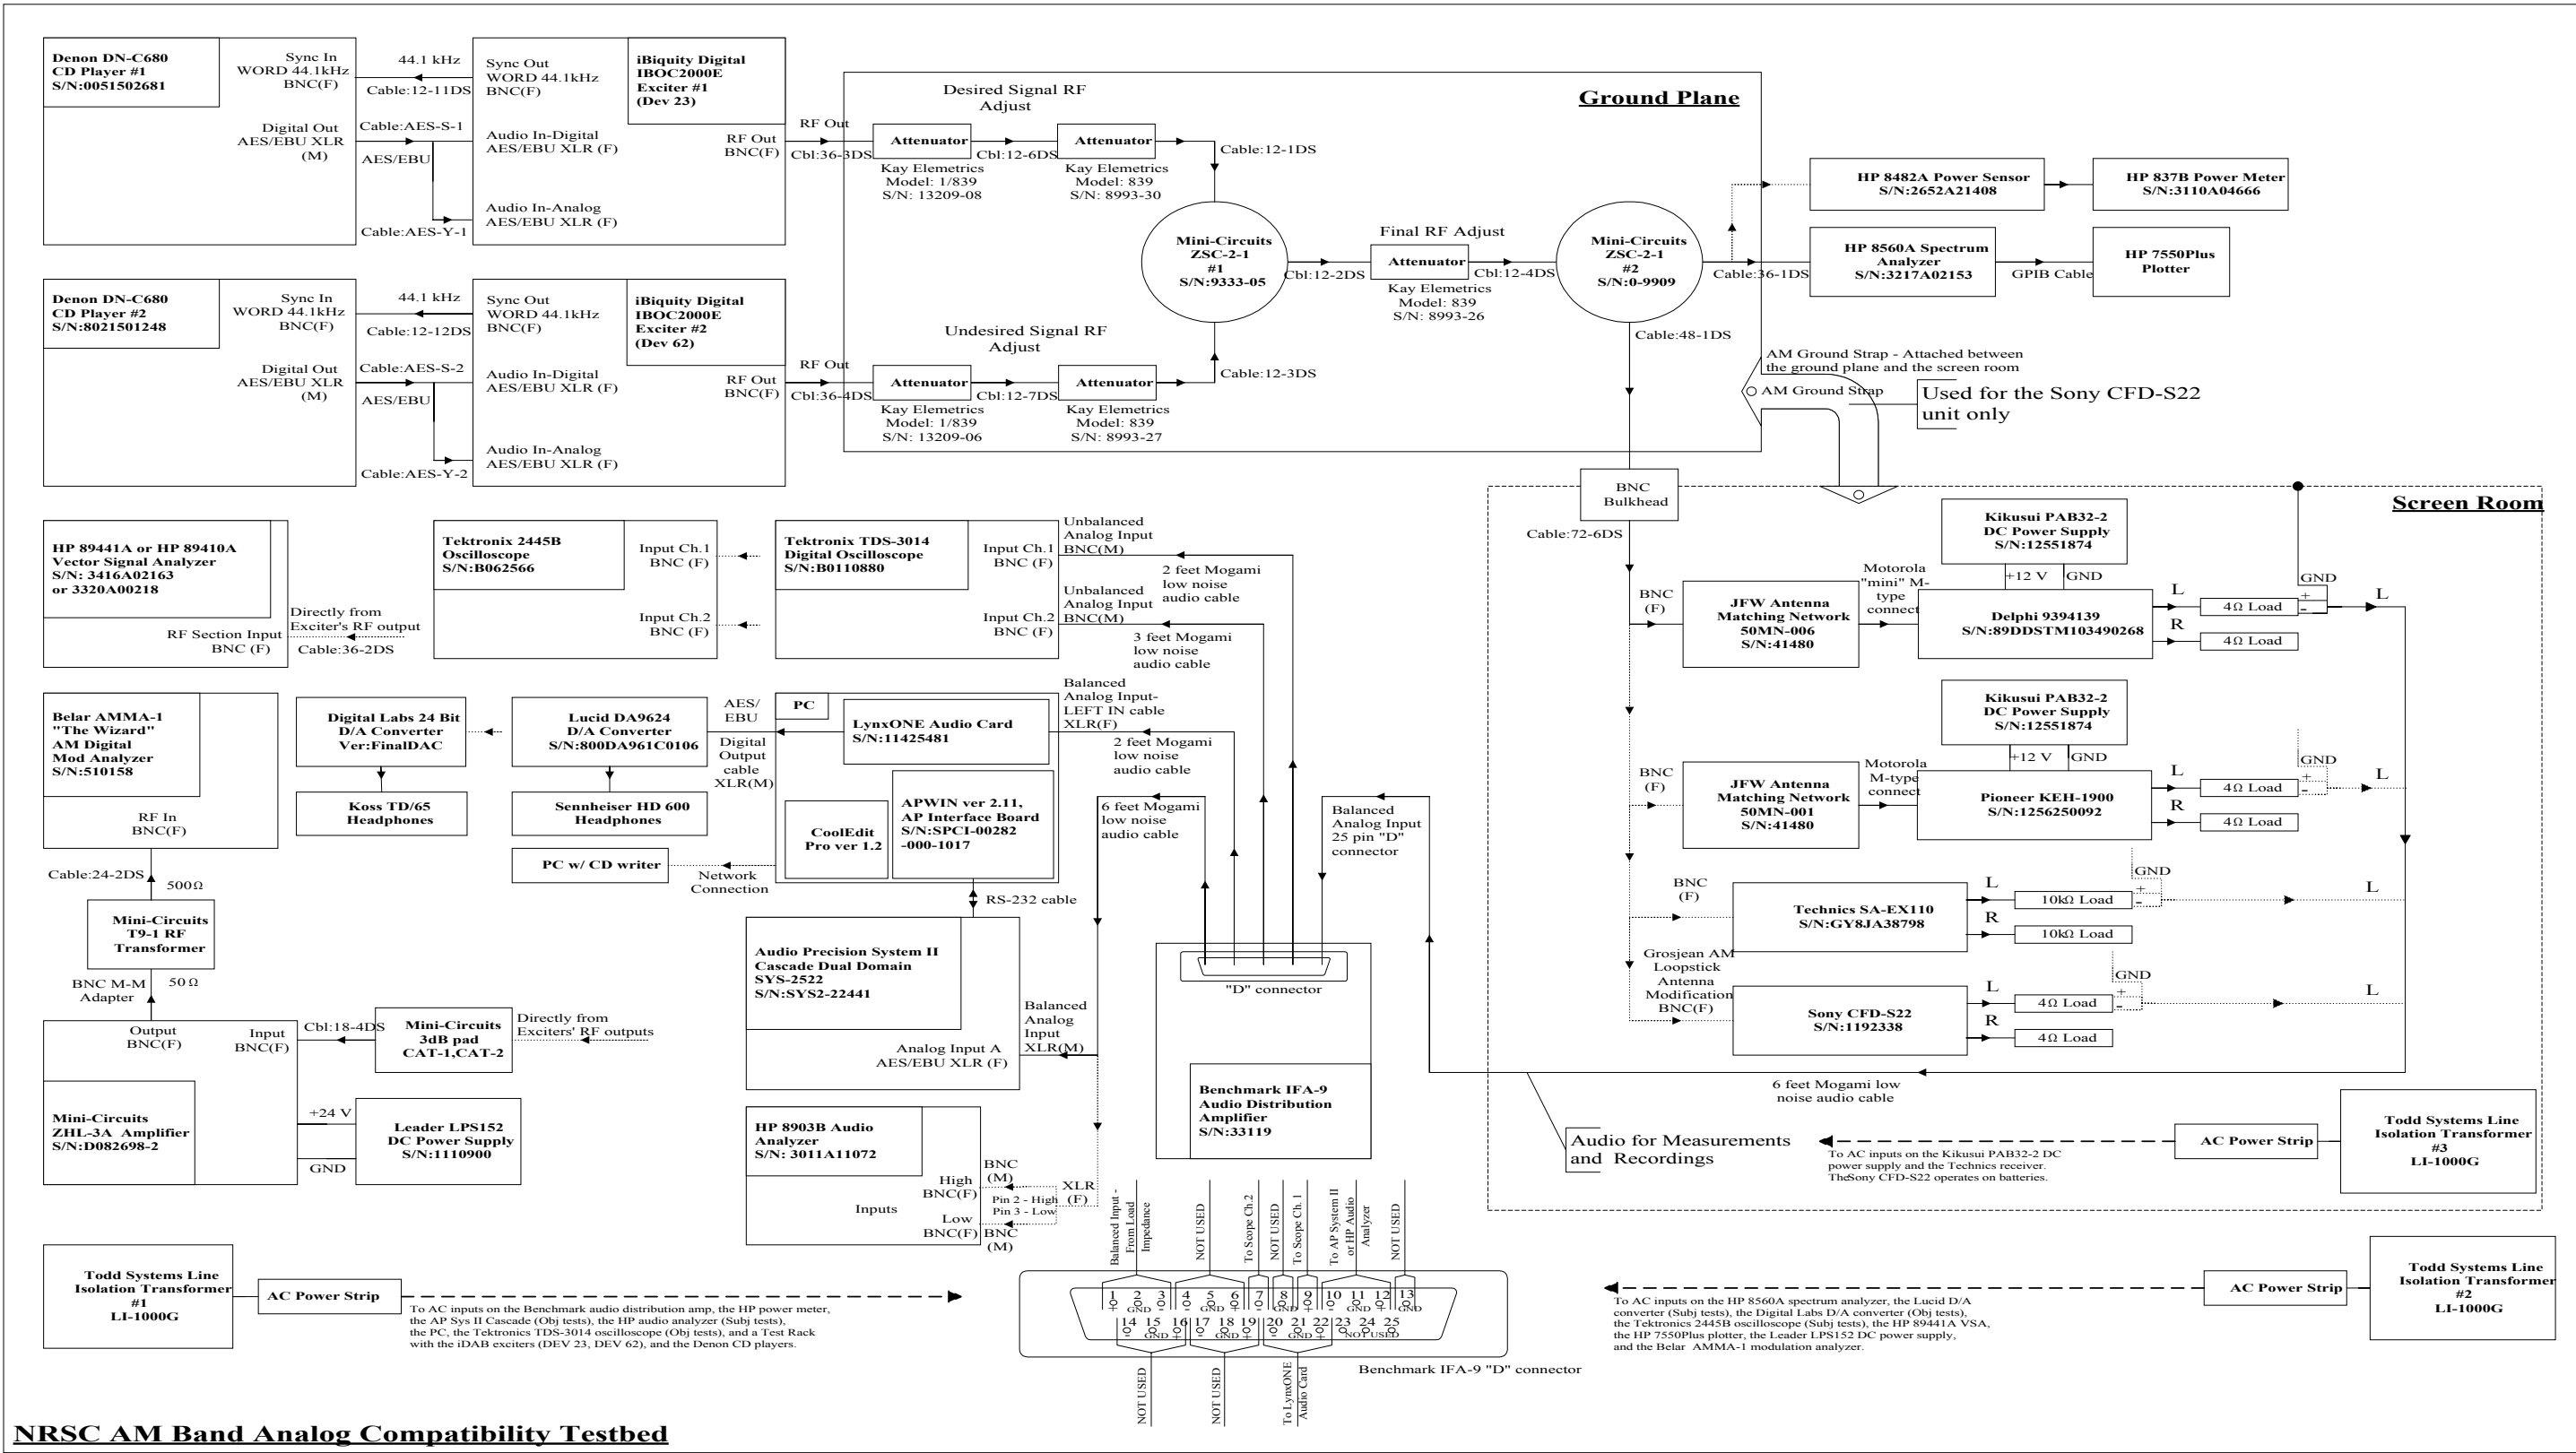 Denon DN-C680
CD Player #1
S/N:0051502681
Sync In
WORD 44.1kHz
BNC(F)
Digital Out
AES/EBU XLR
(M)
44.1 kHz
Cable:12-11DS
Cable:AES-S-1
AES/EBU
Cable:AES-Y-1
Sync Out
WORD 44.1kHz
BNC(F)
Audio In-Digital
AES/EBU XLR (F)
Audio In-Analog
AES/EBU XLR (F)
iBiquity Digital
IBOC2000E
Exciter #1
(Dev 23)
RF Out
BNC(F)
RF Out
Cbl:36-3DS
Desired Signal RF
Adjust
Attenuator
Kay Elemetrics
Model: 1/839
S/N: 13209-08
Cbl:12-6DS
Attenuator
Kay Elemetrics
Model: 839
S/N: 8993-30
Cable:12-1DS
Ground Plane
Mini-Circuits
ZSC-2-1
#1
S/N:9333-05
Cbl:12-2DS
Final RF Adjust
Attenuator
Kay Elemetrics
Model: 839
S/N: 8993-26
Cbl:12-4DS
Mini-Circuits
ZSC-2-1
#2
S/N:0-9909
Cable:36-1DS
HP 8482A Power Sensor
S/N:2652A21408
HP 837B Power Meter
S/N:3110A04666
HP 8560A Spectrum
Analyzer
S/N:3217A02153
GPIB Cable
HP 7550Plus
Plotter
Denon DN-C680
CD Player #2
S/N:8021501248
Sync In
WORD 44.1kHz
BNC(F)
Digital Out
AES/EBU XLR
(M)
44.1 kHz
Cable:12-12DS
Cable:AES-S-2
AES/EBU
Cable:AES-Y-2
Sync Out
WORD 44.1kHz
BNC(F)
Audio In-Digital
AES/EBU XLR (F)
Audio In-Analog
AES/EBU XLR (F)
iBiquity Digital
IBOC2000E
Exciter #2
(Dev 62)
RF Out
BNC(F)
RF Out
Cbl:36-4DS
Undesired Signal RF
Adjust
Attenuator
Kay Elemetrics
Model: 1/839
S/N: 13209-06
Cbl:12-7DS
Attenuator
Kay Elemetrics
Model: 839
S/N: 8993-27
Cable:12-3DS
Cable:48-1DS
AM Ground Strap - Attached between
the ground plane and the screen room
AM Ground Strap
Used for the Sony CFD-S22
unit only
HP 89441A or HP 89410A
Vector Signal Analyzer
S/N: 3416A02163
or 3320A00218
RF Section Input
BNC (F)
Directly from
Exciter's RF output
Cable:36-2DS
Tektronix 2445B
Oscilloscope
S/N:B062566
Input Ch.1
BNC (F)
Input Ch.2
BNC (F)
Tektronix TDS-3014
Digital Oscilloscope
S/N:B0110880
Input Ch.1
BNC (F)
Input Ch.2
BNC (F)
Unbalanced
Analog Input
BNC(M)
2 feet Mogami
low noise
audio cable
Unbalanced
Analog Input
BNC(M)
3 feet Mogami
low noise
audio cable
Belar AMMA-1
"The Wizard"
AM Digital
Mod Analyzer
S/N:510158
RF In
BNC(F)
Cable:24-2DS
500Ω
Mini-Circuits
T9-1 RF
Transformer
BNC M-M
Adapter
50 Ω
Output
BNC(F)
Input
BNC(F)
Cbl:18-4DS
Mini-Circuits
3dB pad
CAT-1,CAT-2
Directly from
Exciters' RF outputs
Mini-Circuits
ZHL-3A Amplifier
S/N:D082698-2
+24 V
GND
Leader LPS152
DC Power Supply
S/N:1110900
Digital Labs 24 Bit
D/A Converter
Ver:FinalDAC
Koss TD/65
Headphones
Lucid DA9624
D/A Converter
S/N:800DA961C0106
Sennheiser HD 600
Headphones
AES/
EBU
Digital
Output
cable
XLR(M)
PC
LynxONE Audio Card
S/N:11425481
CoolEdit
Pro ver 1.2
APWIN ver 2.11,
AP Interface Board
S/N:SPCI-00282
-000-1017
Balanced
Analog Input-
LEFT IN cable
XLR(F)
2 feet Mogami
low noise
audio cable
6 feet Mogami
low noise
audio cable
PC w/ CD writer
Network
Connection
RS-232 cable
Audio Precision System II
Cascade Dual Domain
SYS-2522
S/N:SYS2-22441
Analog Input A
AES/EBU XLR (F)
Balanced
Analog
Input
XLR(M)
HP 8903B Audio
Analyzer
S/N: 3011A11072
Inputs
High
BNC(F)
Low
BNC(F)
BNC
(M)
Pin 2 - High
Pin 3 - Low
BNC
(M)
XLR
(F)
Balanced
Analog Input
25 pin "D"
connector
"D" connector
Benchmark IFA-9
Audio Distribution
Amplifier
S/N:33119
Screen Room
BNC
Bulkhead
Cable:72-6DS
BNC
(F)
JFW Antenna
Matching Network
50MN-006
S/N:41480
Motorola
"mini" M-
type
connect
Kikusui PAB32-2
DC Power Supply
S/N:12551874
+12 V
GND
Delphi 9394139
S/N:89DDSTM103490268
L
R
4Ω Load
4Ω Load
GND
+
-
L
BNC
(F)
JFW Antenna
Matching Network
50MN-001
S/N:41480
Motorola
M-type
connect
Kikusui PAB32-2
DC Power Supply
S/N:12551874
+12 V
GND
Pioneer KEH-1900
S/N:1256250092
L
R
4Ω Load
4Ω Load
GND
+
-
L
BNC
(F)
Technics SA-EX110
S/N:GY8JA38798
L
R
10kΩ Load
10kΩ Load
GND
+
-
L
Grosjean AM
Loopstick
Antenna
Modification
BNC(F)
Sony CFD-S22
S/N:1192338
L
R
4Ω Load
4Ω Load
GND
+
-
L
6 feet Mogami low
noise audio cable
Audio for Measurements
and Recordings
To AC inputs on the Kikusui PAB32-2 DC
power supply and the Technics receiver.
TheSony CFD-S22 operates on batteries.
AC Power Strip
Todd Systems Line
Isolation Transformer
#3
LI-1000G
Todd Systems Line
Isolation Transformer
#1
LI-1000G
AC Power Strip
To AC inputs on the Benchmark audio distribution amp, the HP power meter,
the AP Sys II Cascade (Obj tests), the HP audio analyzer (Subj tests),
the PC, the Tektronics TDS-3014 oscilloscope (Obj tests), and a Test Rack
with the iDAB exciters (DEV 23, DEV 62), and the Denon CD players.
Balanced Input -
From Load
Impedance
NOT USED
To Scope Ch.2
NOT USED
To Scope Ch. 1
To AP System II
or HP Audio
Analyzer
NOT USED
1 2 3 4 5 6 7 8 9 10 11 12 13
+ GND - + GND - + GND + - GND - GND
14 15 16 17 18 19 20 21 22 23 24 25
- GND + - GND + - GND + NOT USED
NOT USED
NOT USED
To LynxONE
Audio Card
Benchmark IFA-9 "D" connector
To AC inputs on the HP 8560A spectrum analyzer, the Lucid D/A
converter (Subj tests), the Digital Labs D/A converter (Obj tests),
the Tektronix 2445B oscilloscope (Subj tests), the HP 89441A VSA,
the HP 7550Plus plotter, the Leader LPS152 DC power supply,
and the Belar AMMA-1 modulation analyzer.
AC Power Strip
Todd Systems Line
Isolation Transformer
#2
LI-1000G
NRSC AM Band Analog Compatibility Testbed